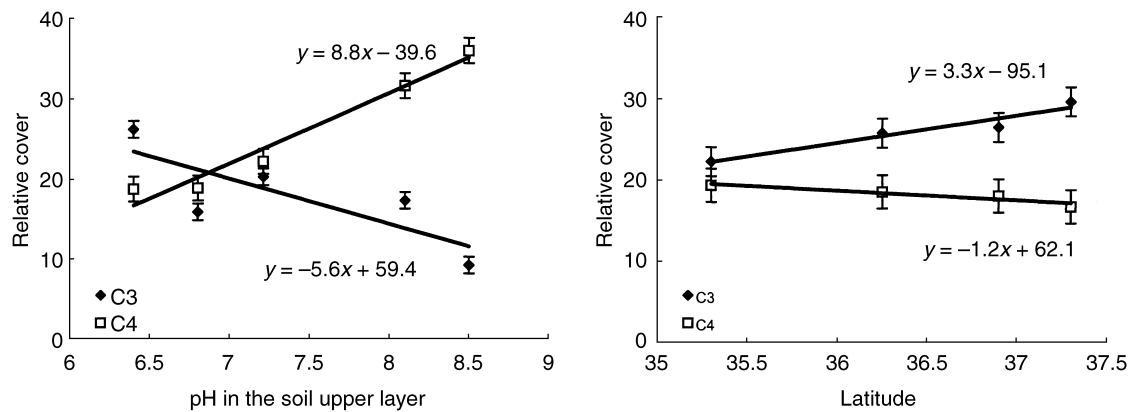 40
30
20
10
0
Relative cover
y = 8.8x – 39.6
y = –5.6x + 59.4
C3
C4
6 6.5 7 7.5 8 8.5 9
pH in the soil upper layer
40
30
20
10
0
Relative cover
y = 3.3x – 95.1
y = –1.2x + 62.1
C3
C4
35 35.5 36 36.5 37 37.5
Latitude